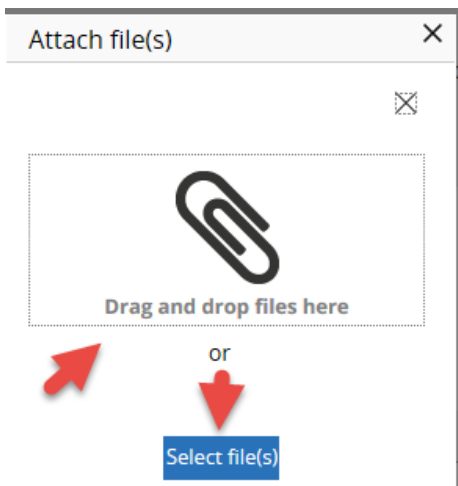 Attach file(s)
Drag and drop files here
or
Select file(s)